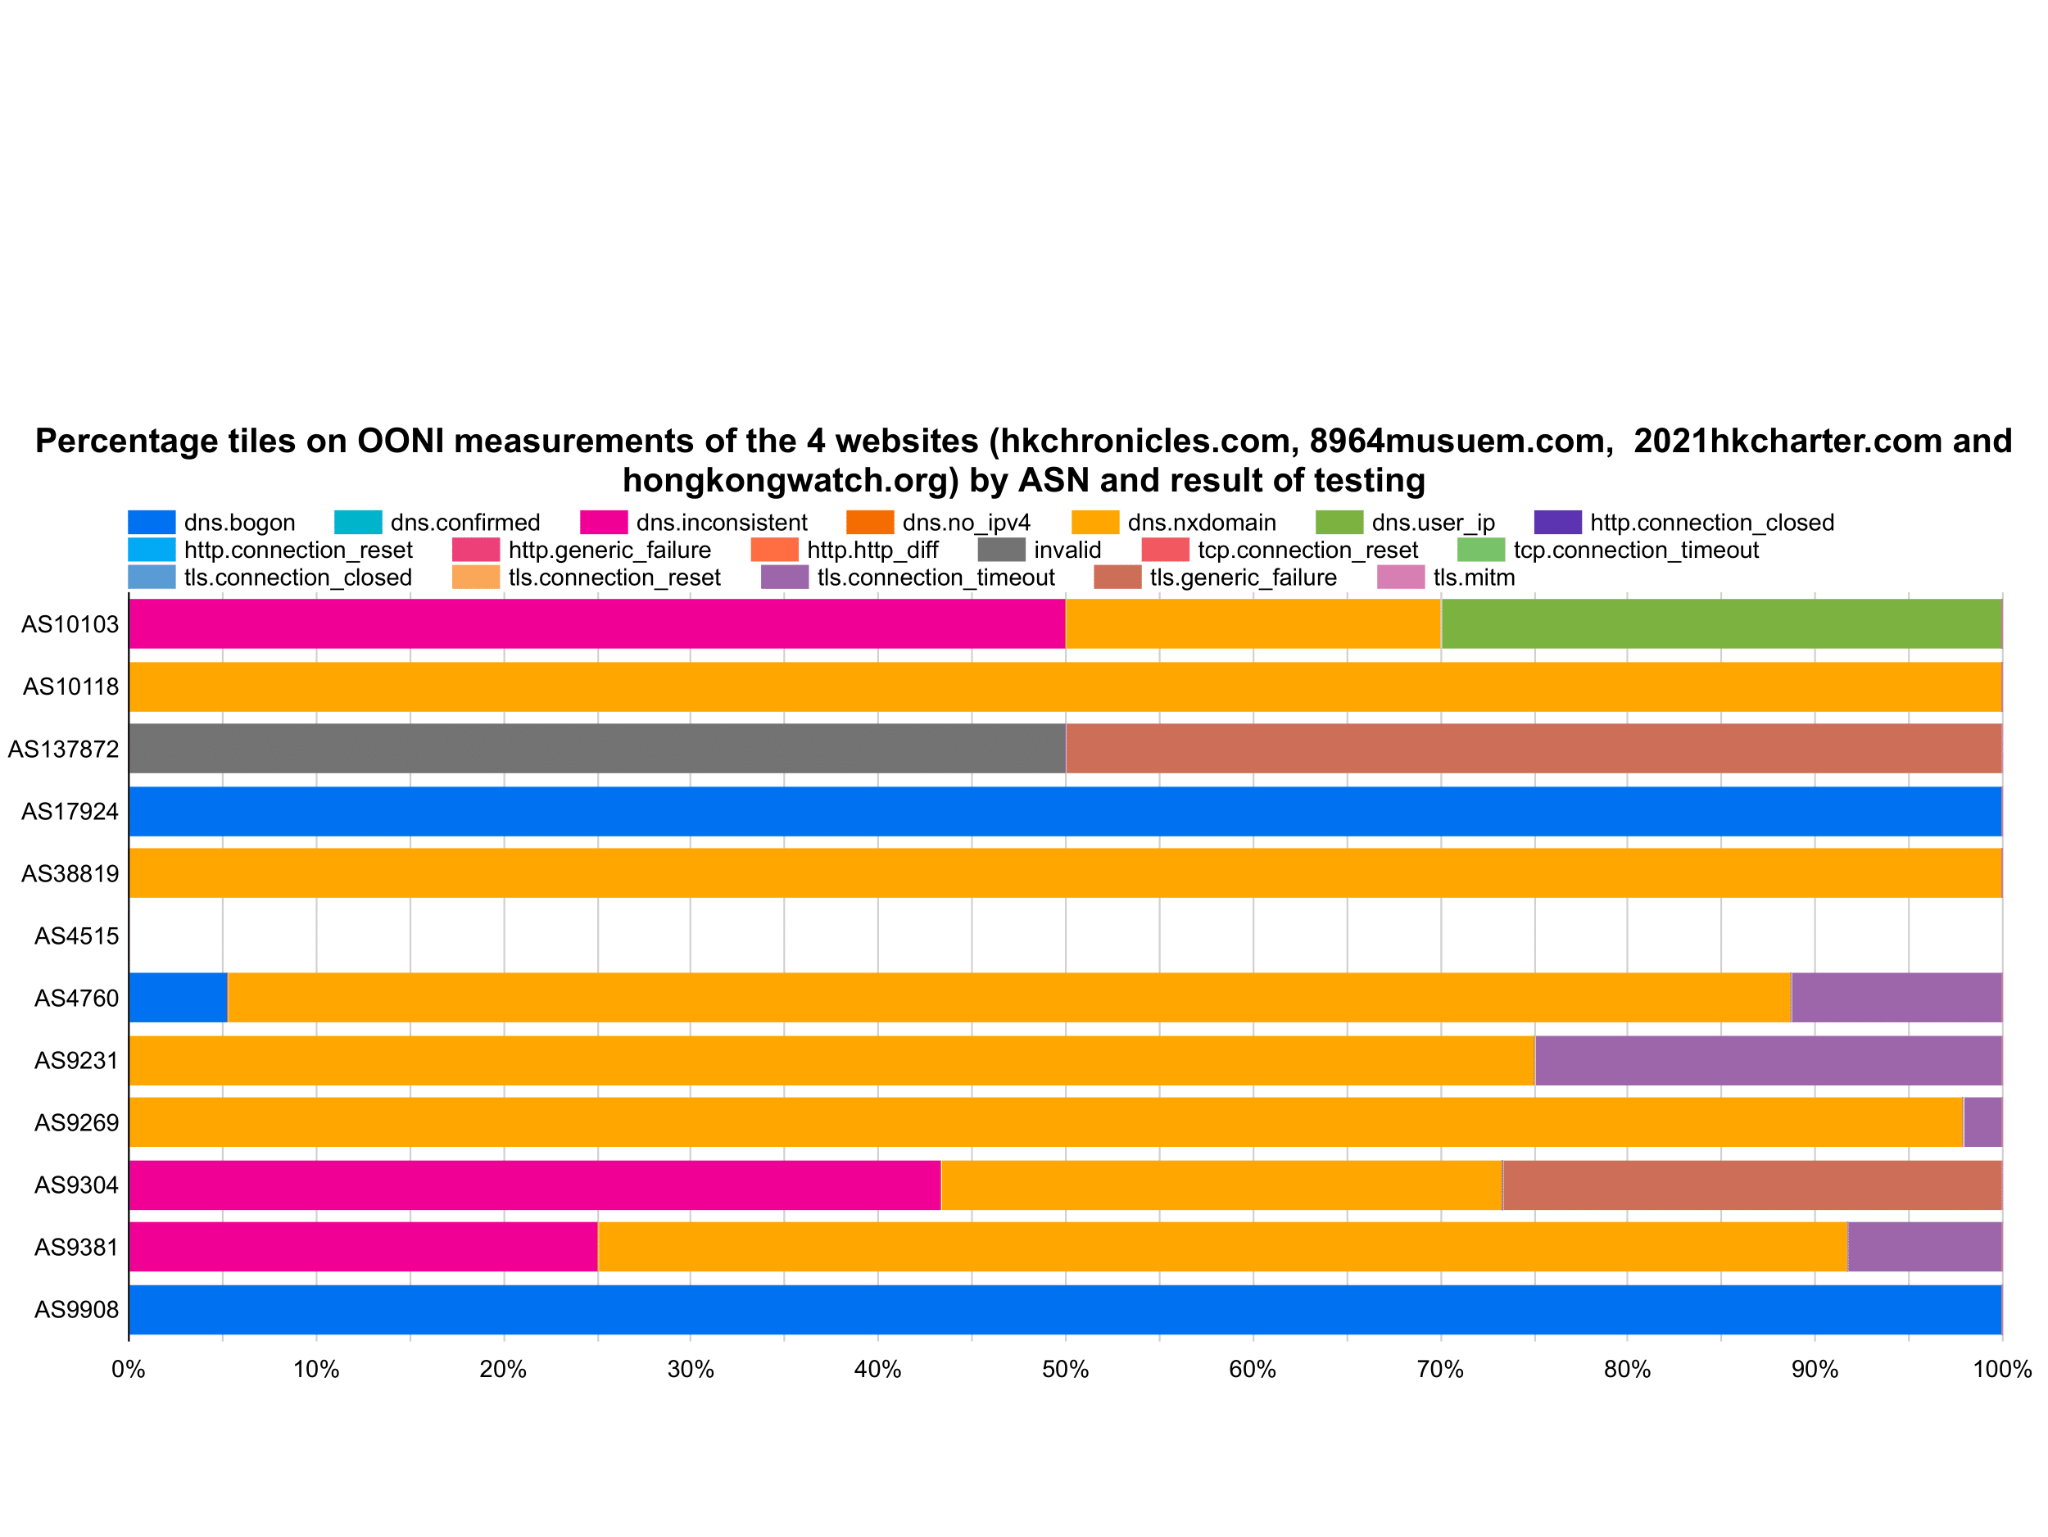 Percentage tiles on OONI measurements of the 4 websites (hkchronicles.com, 8964musuem.com,  2021hkcharter.com and
hongkongwatch.org) by ASN and result of testing
dns.bogon dns.confirmed dns.inconsistent dns.no_ipv4 dns.nxdomain dns.user_ip http.connection_closed
http.connection_reset http.generic_failure http.http_diff invalid tcp.connection_reset tcp.connection_timeout
tls.connection_closed tls.connection_reset tls.connection_timeout tls.generic_failure tls.mitm
AS10103
AS10118
AS137872
AS17924
AS38819
AS4515
AS4760
AS9231
AS9269
AS9304
AS9381
AS9908
0% 10% 20% 30% 40% 50% 60% 70% 80% 90% 100%